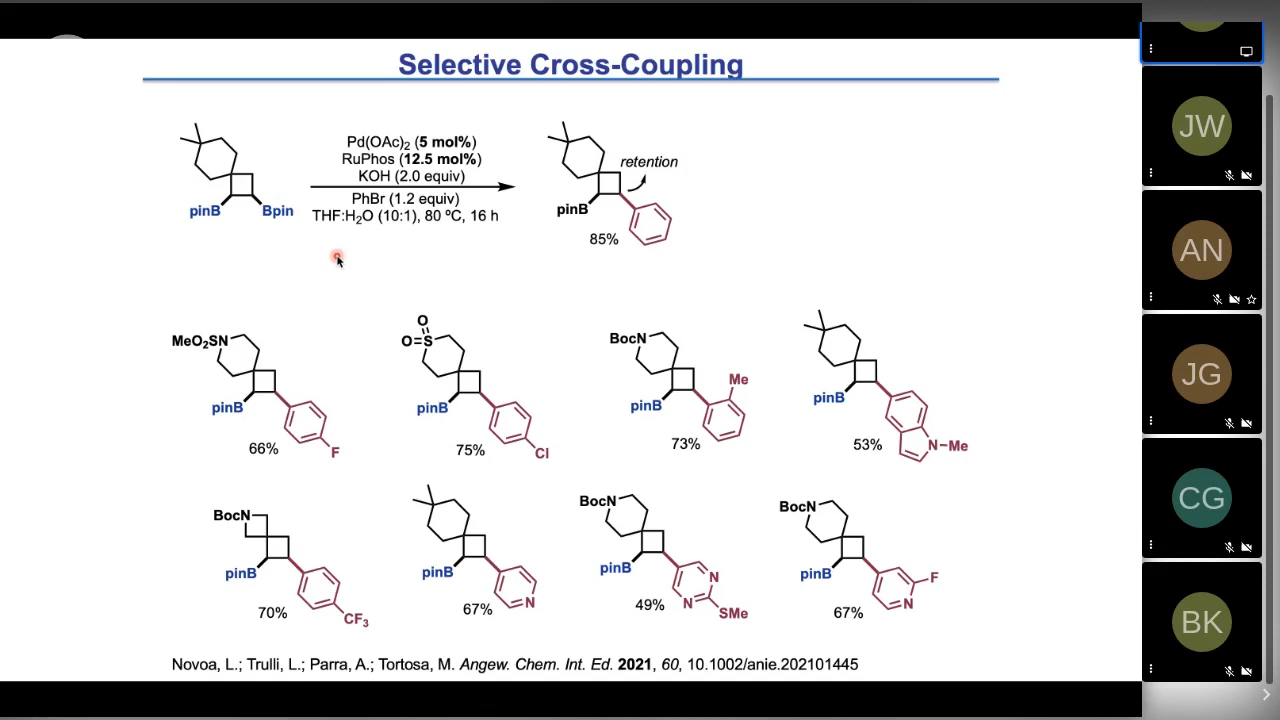 Selective Cross-Coupling
Pd(OAc)₂ (5 mol%)
RuPhos (12.5 mol%)
KOH (2.0 equiv)
PhBr (1.2 equiv)
THF:H₂O (10:1), 80 ºC, 16 h
pinB
Bpin
retention
pinB
85%
MeO₂SN
pinB
F
66%
O
O=S
pinB
Cl
75%
BocN
Me
pinB
73%
pinB
N–Me
53%
BocN
pinB
CF₃
70%
pinB
N
67%
BocN
pinB
N
N
SMe
49%
BocN
pinB
F
N
67%
Novoa, L.; Trulli, L.; Parra, A.; Tortosa, M. Angew. Chem. Int. Ed. 2021, 60, 10.1002/anie.202101445
JW
AN
JG
CG
BK